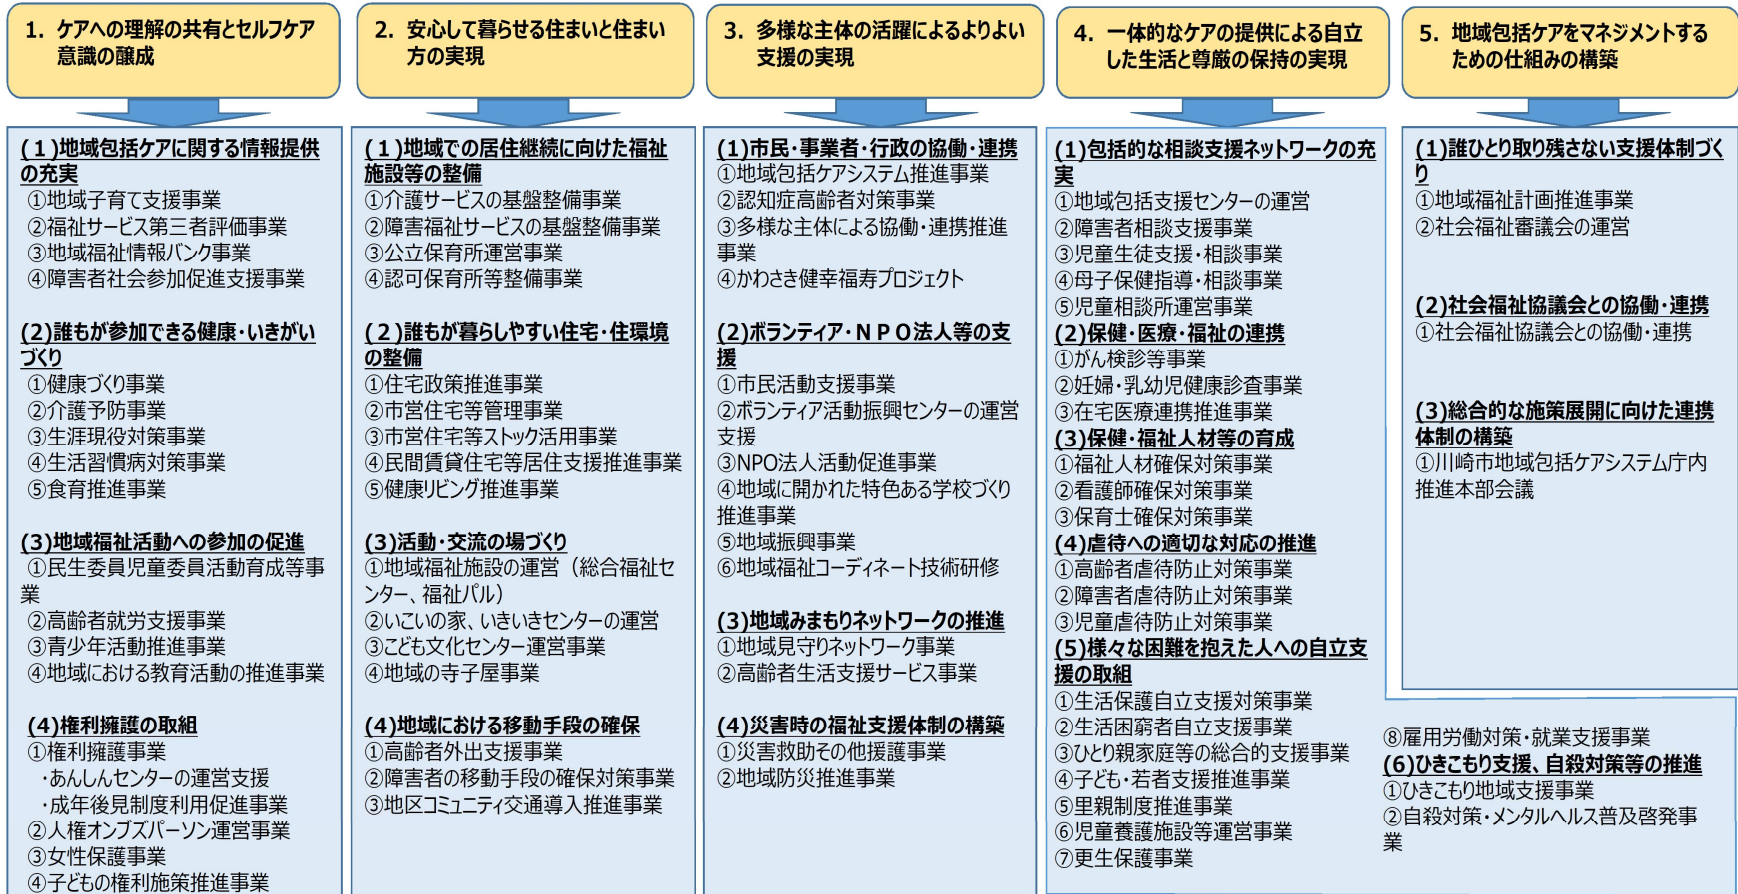 1. ケアへの理解の共有とセルフケア
意識の醸成
(1)地域包括ケアに関する情報提供
の充実
①地域子育て支援事業
②福祉サービス第三者評価事業
③地域福祉情報バンク事業
④障害者社会参加促進支援事業
(2)誰もが参加できる健康・いきがい
づくり
①健康づくり事業
②介護予防事業
③生涯現役対策事業
④生活習慣病対策事業
⑤食育推進事業
(3)地域福祉活動への参加の促進
①民生委員児童委員活動育成等事
業
②高齢者就労支援事業
③青少年活動推進事業
④地域における教育活動の推進事業
(4)権利擁護の取組
①権利擁護事業
・あんしんセンターの運営支援
・成年後見制度利用促進事業
②人権オンブズパーソン運営事業
③女性保護事業
④子どもの権利施策推進事業
2. 安心して暮らせる住まいと住まい
方の実現
(1)地域での居住継続に向けた福祉
施設等の整備
①介護サービスの基盤整備事業
②障害福祉サービスの基盤整備事業
③公立保育所運営事業
④認可保育所等整備事業
(2)誰もが暮らしやすい住宅・住環境
の整備
①住宅政策推進事業
②市営住宅等管理事業
③市営住宅等ストック活用事業
④民間賃貸住宅等居住支援推進事業
⑤健康リビング推進事業
(3)活動・交流の場づくり
①地域福祉施設の運営（総合福祉セ
ンター、福祉パル）
②いこいの家、いきいきセンターの運営
③こども文化センター運営事業
④地域の寺子屋事業
(4)地域における移動手段の確保
①高齢者外出支援事業
②障害者の移動手段の確保対策事業
③地区コミュニティ交通導入推進事業
3. 多様な主体の活躍によるよりよい
支援の実現
(1)市民・事業者・行政の協働・連携
①地域包括ケアシステム推進事業
②認知症高齢者対策事業
③多様な主体による協働・連携推進
事業
④かわさき健幸福寿プロジェクト
(2)ボランティア・ＮＰＯ法人等の支
援
①市民活動支援事業
②ボランティア活動振興センターの運営
支援
③NPO法人活動促進事業
④地域に開かれた特色ある学校づくり
推進事業
⑤地域振興事業
⑥地域福祉コーディネート技術研修
(3)地域みまもりネットワークの推進
①地域見守りネットワーク事業
②高齢者生活支援サービス事業
(4)災害時の福祉支援体制の構築
①災害救助その他援護事業
②地域防災推進事業
4. 一体的なケアの提供による自立
した生活と尊厳の保持の実現
(1)包括的な相談支援ネットワークの充
実
①地域包括支援センターの運営
②障害者相談支援事業
③児童生徒支援・相談事業
④母子保健指導・相談事業
⑤児童相談所運営事業
(2)保健・医療・福祉の連携
①がん検診等事業
②妊婦・乳幼児健康診査事業
③在宅医療連携推進事業
(3)保健・福祉人材等の育成
①福祉人材確保対策事業
②看護師確保対策事業
③保育士確保対策事業
(4)虐待への適切な対応の推進
①高齢者虐待防止対策事業
②障害者虐待防止対策事業
③児童虐待防止対策事業
(5)様々な困難を抱えた人への自立支
援の取組
①生活保護自立支援対策事業
②生活困窮者自立支援事業
③ひとり親家庭等の総合的支援事業
④子ども・若者支援推進事業
⑤里親制度推進事業
⑥児童養護施設等運営事業
⑦更生保護事業
⑧雇用労働対策・就業支援事業
(6)ひきこもり支援、自殺対策等の推進
①ひきこもり地域支援事業
②自殺対策・メンタルヘルス普及啓発事
業
5. 地域包括ケアをマネジメントする
ための仕組みの構築
(1)誰ひとり取り残さない支援体制づく
り
①地域福祉計画推進事業
②社会福祉審議会の運営
(2)社会福祉協議会との協働・連携
①社会福祉協議会との協働・連携
(3)総合的な施策展開に向けた連携
体制の構築
①川崎市地域包括ケアシステム庁内
推進本部会議